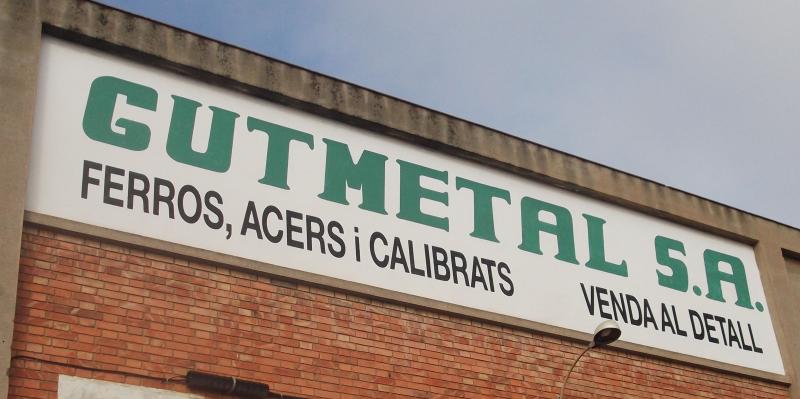 GUTMETAL S.A.
FERROS, ACERS i CALIBRATS
VENDA AL DETALL